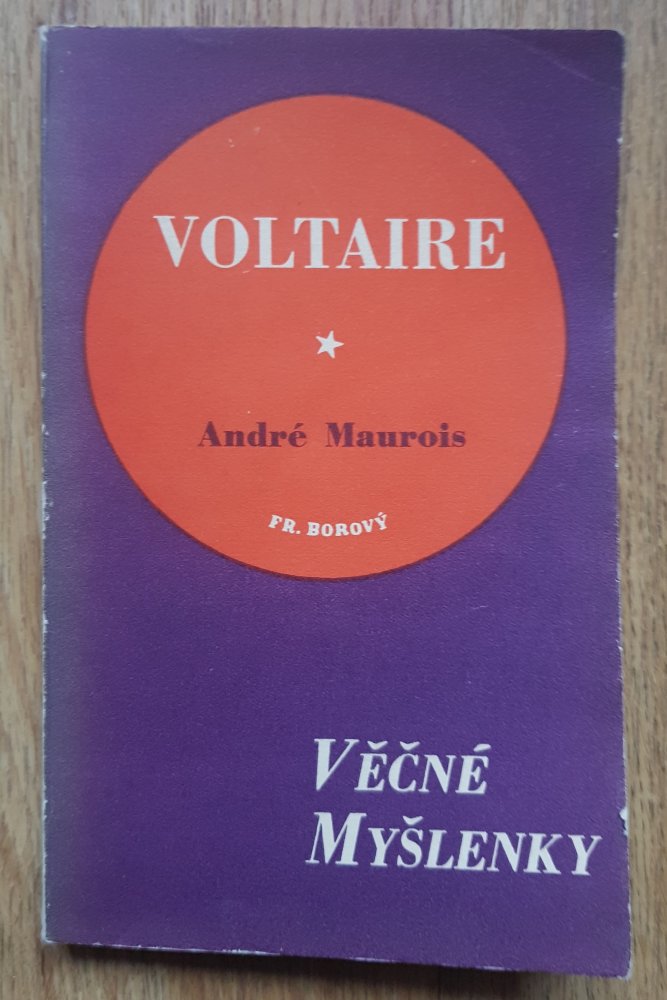 VOLTAIRE
André Maurois
FR. BOROVÝ
VĚČNÉ
MYŠLENKY